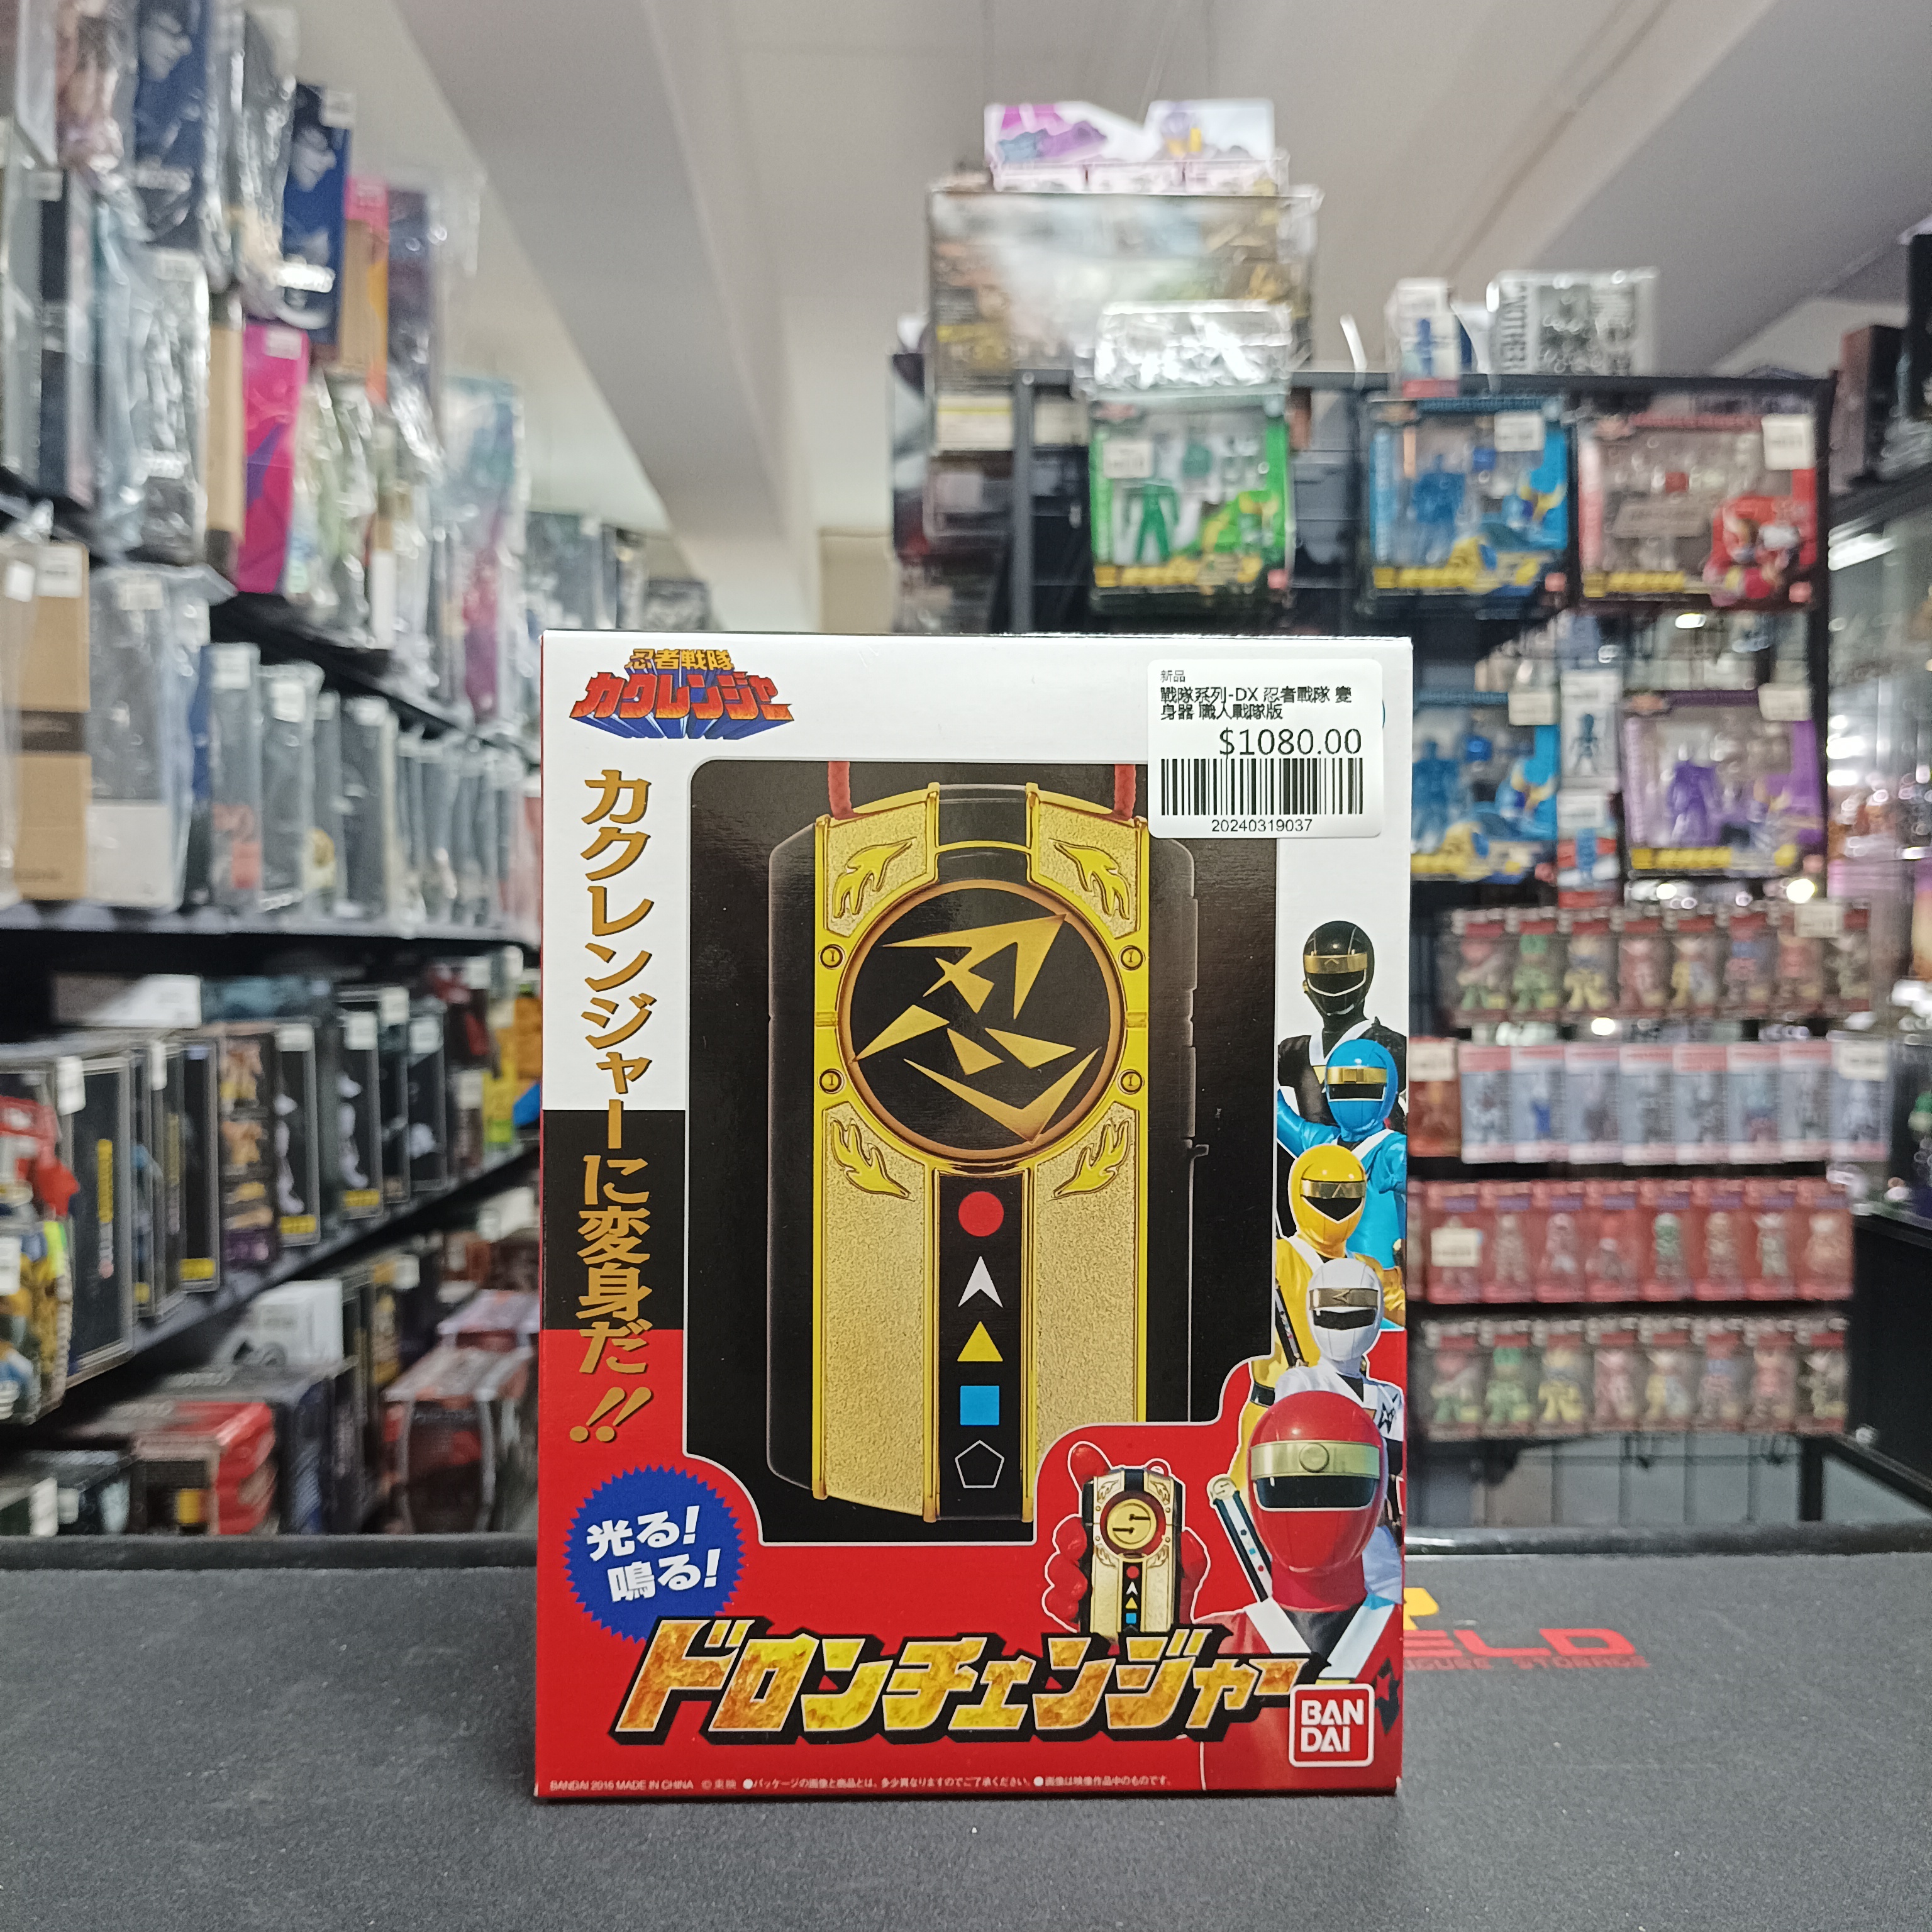 忍者戦隊
カクレンジャー
新品
戰隊系列-DX 忍者戰隊 變
身器 職人戰隊版
$1080.00
20240319037
カクレンジャーに変身だ!!
忍
光る!
鳴る!
ドロンチェンジャー
BAN
DAI
BANDAI 2016 MADE IN CHINA ©東映 ●パッケージの画像と商品とは、多少異なりますのでご了承ください。●画像は映像作品中のものです。